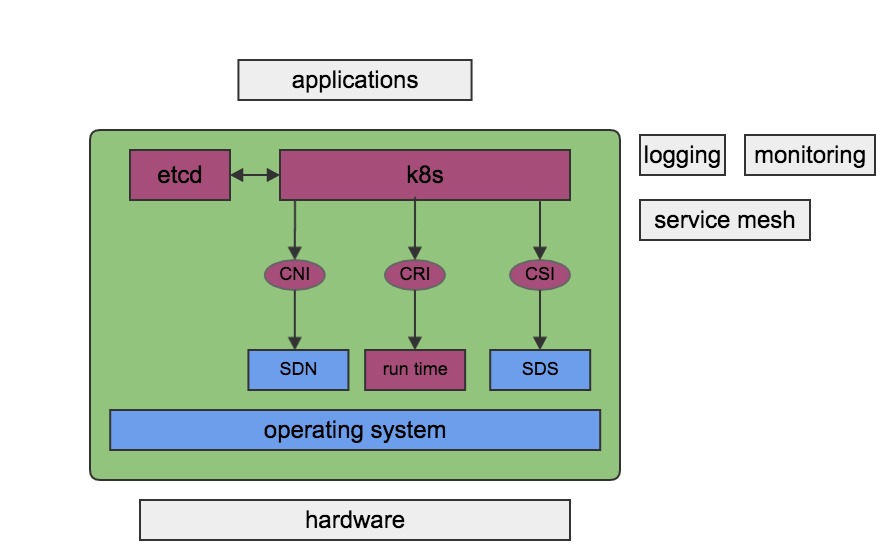 applications
logging
monitoring
etcd
k8s
service mesh
CNI
CRI
CSI
SDN
run time
SDS
operating system
hardware